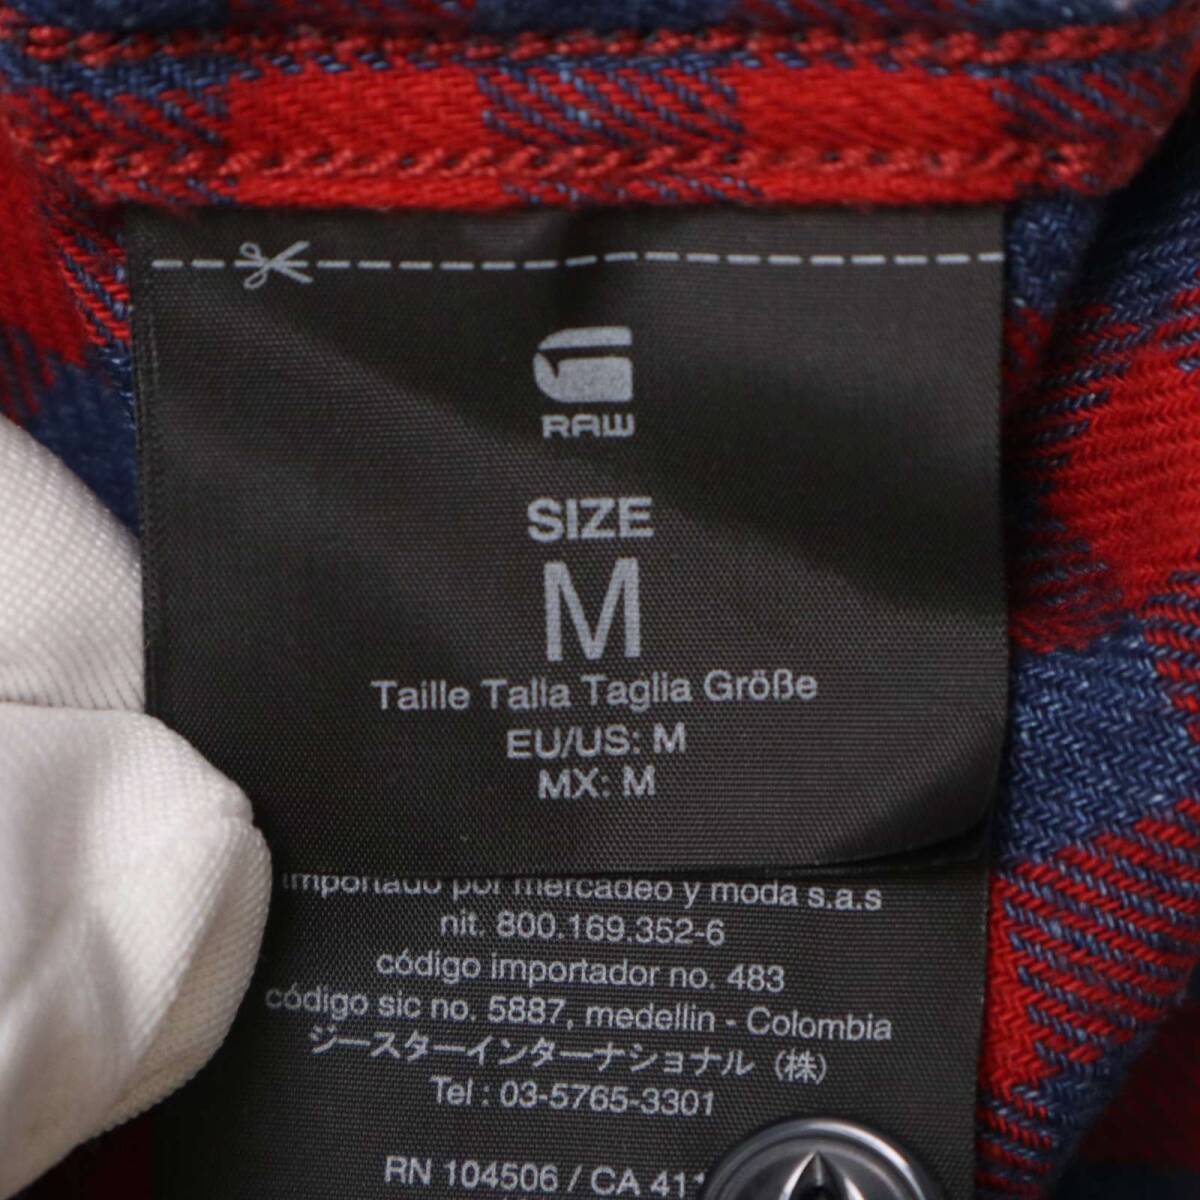 RAW
SIZE
M
Taille Talla Taglia Größe
EU/US: M
MX: M
importado por mercadeo y moda s.a.s
nit. 800.169.352-6
código importador no. 483
código sic no. 5887, medellin - Colombia
ジースターインターナショナル（株）
Tel : 03-5765-3301
RN 104506 / CA 411